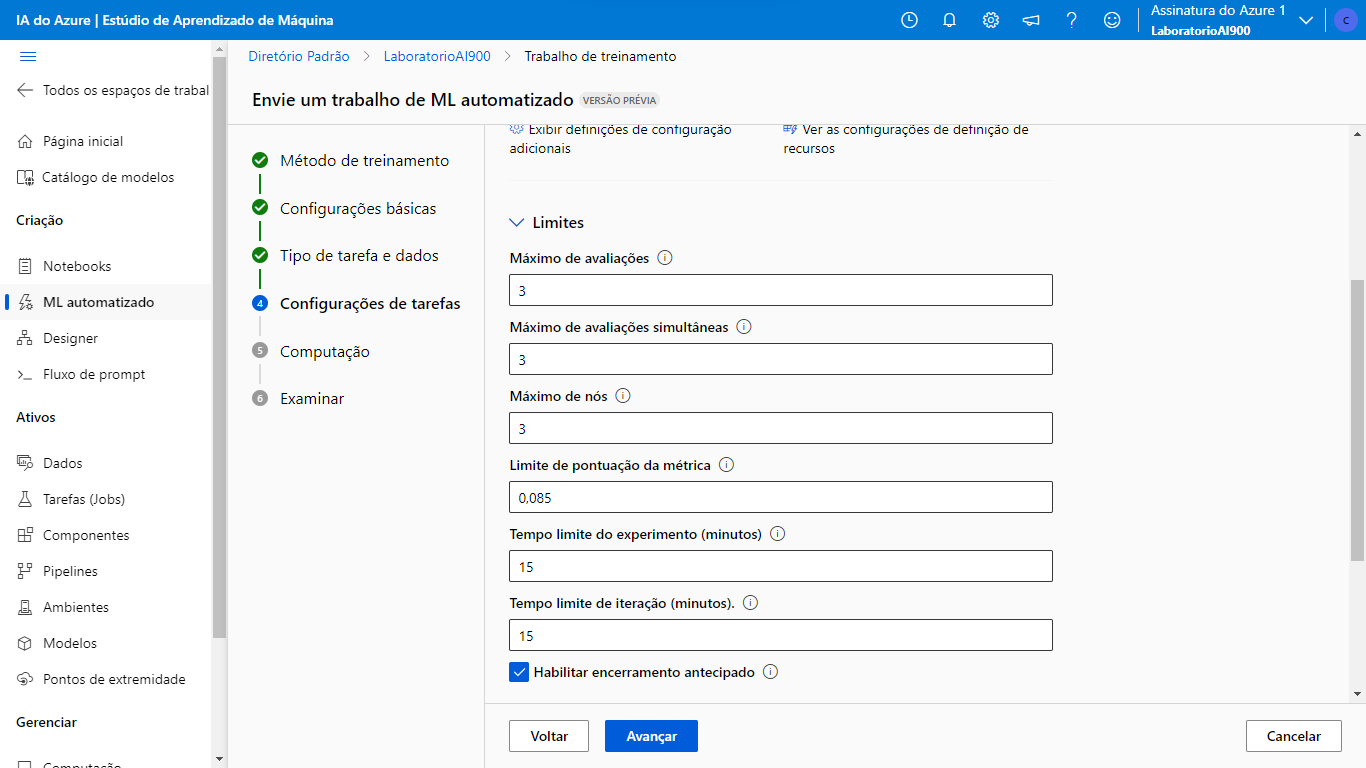 IA do Azure | Estúdio de Aprendizado de Máquina
Assinatura do Azure 1
LaboratorioAI900
C
Todos os espaços de trabal
Página inicial
Catálogo de modelos
Criação
Notebooks
ML automatizado
Designer
Fluxo de prompt
Ativos
Dados
Tarefas (Jobs)
Componentes
Pipelines
Ambientes
Modelos
Pontos de extremidade
Gerenciar
Computação
Diretório Padrão > LaboratorioAI900 > Trabalho de treinamento
Envie um trabalho de ML automatizado VERSÃO PRÉVIA
Método de treinamento
Configurações básicas
Tipo de tarefa e dados
4 Configurações de tarefas
5 Computação
6 Examinar
Exibir definições de configuração
adicionais
Ver as configurações de definição de
recursos
Limites
Máximo de avaliações
3
Máximo de avaliações simultâneas
3
Máximo de nós
3
Limite de pontuação da métrica
0,085
Tempo limite do experimento (minutos)
15
Tempo limite de iteração (minutos).
15
Habilitar encerramento antecipado
Voltar
Avançar
Cancelar